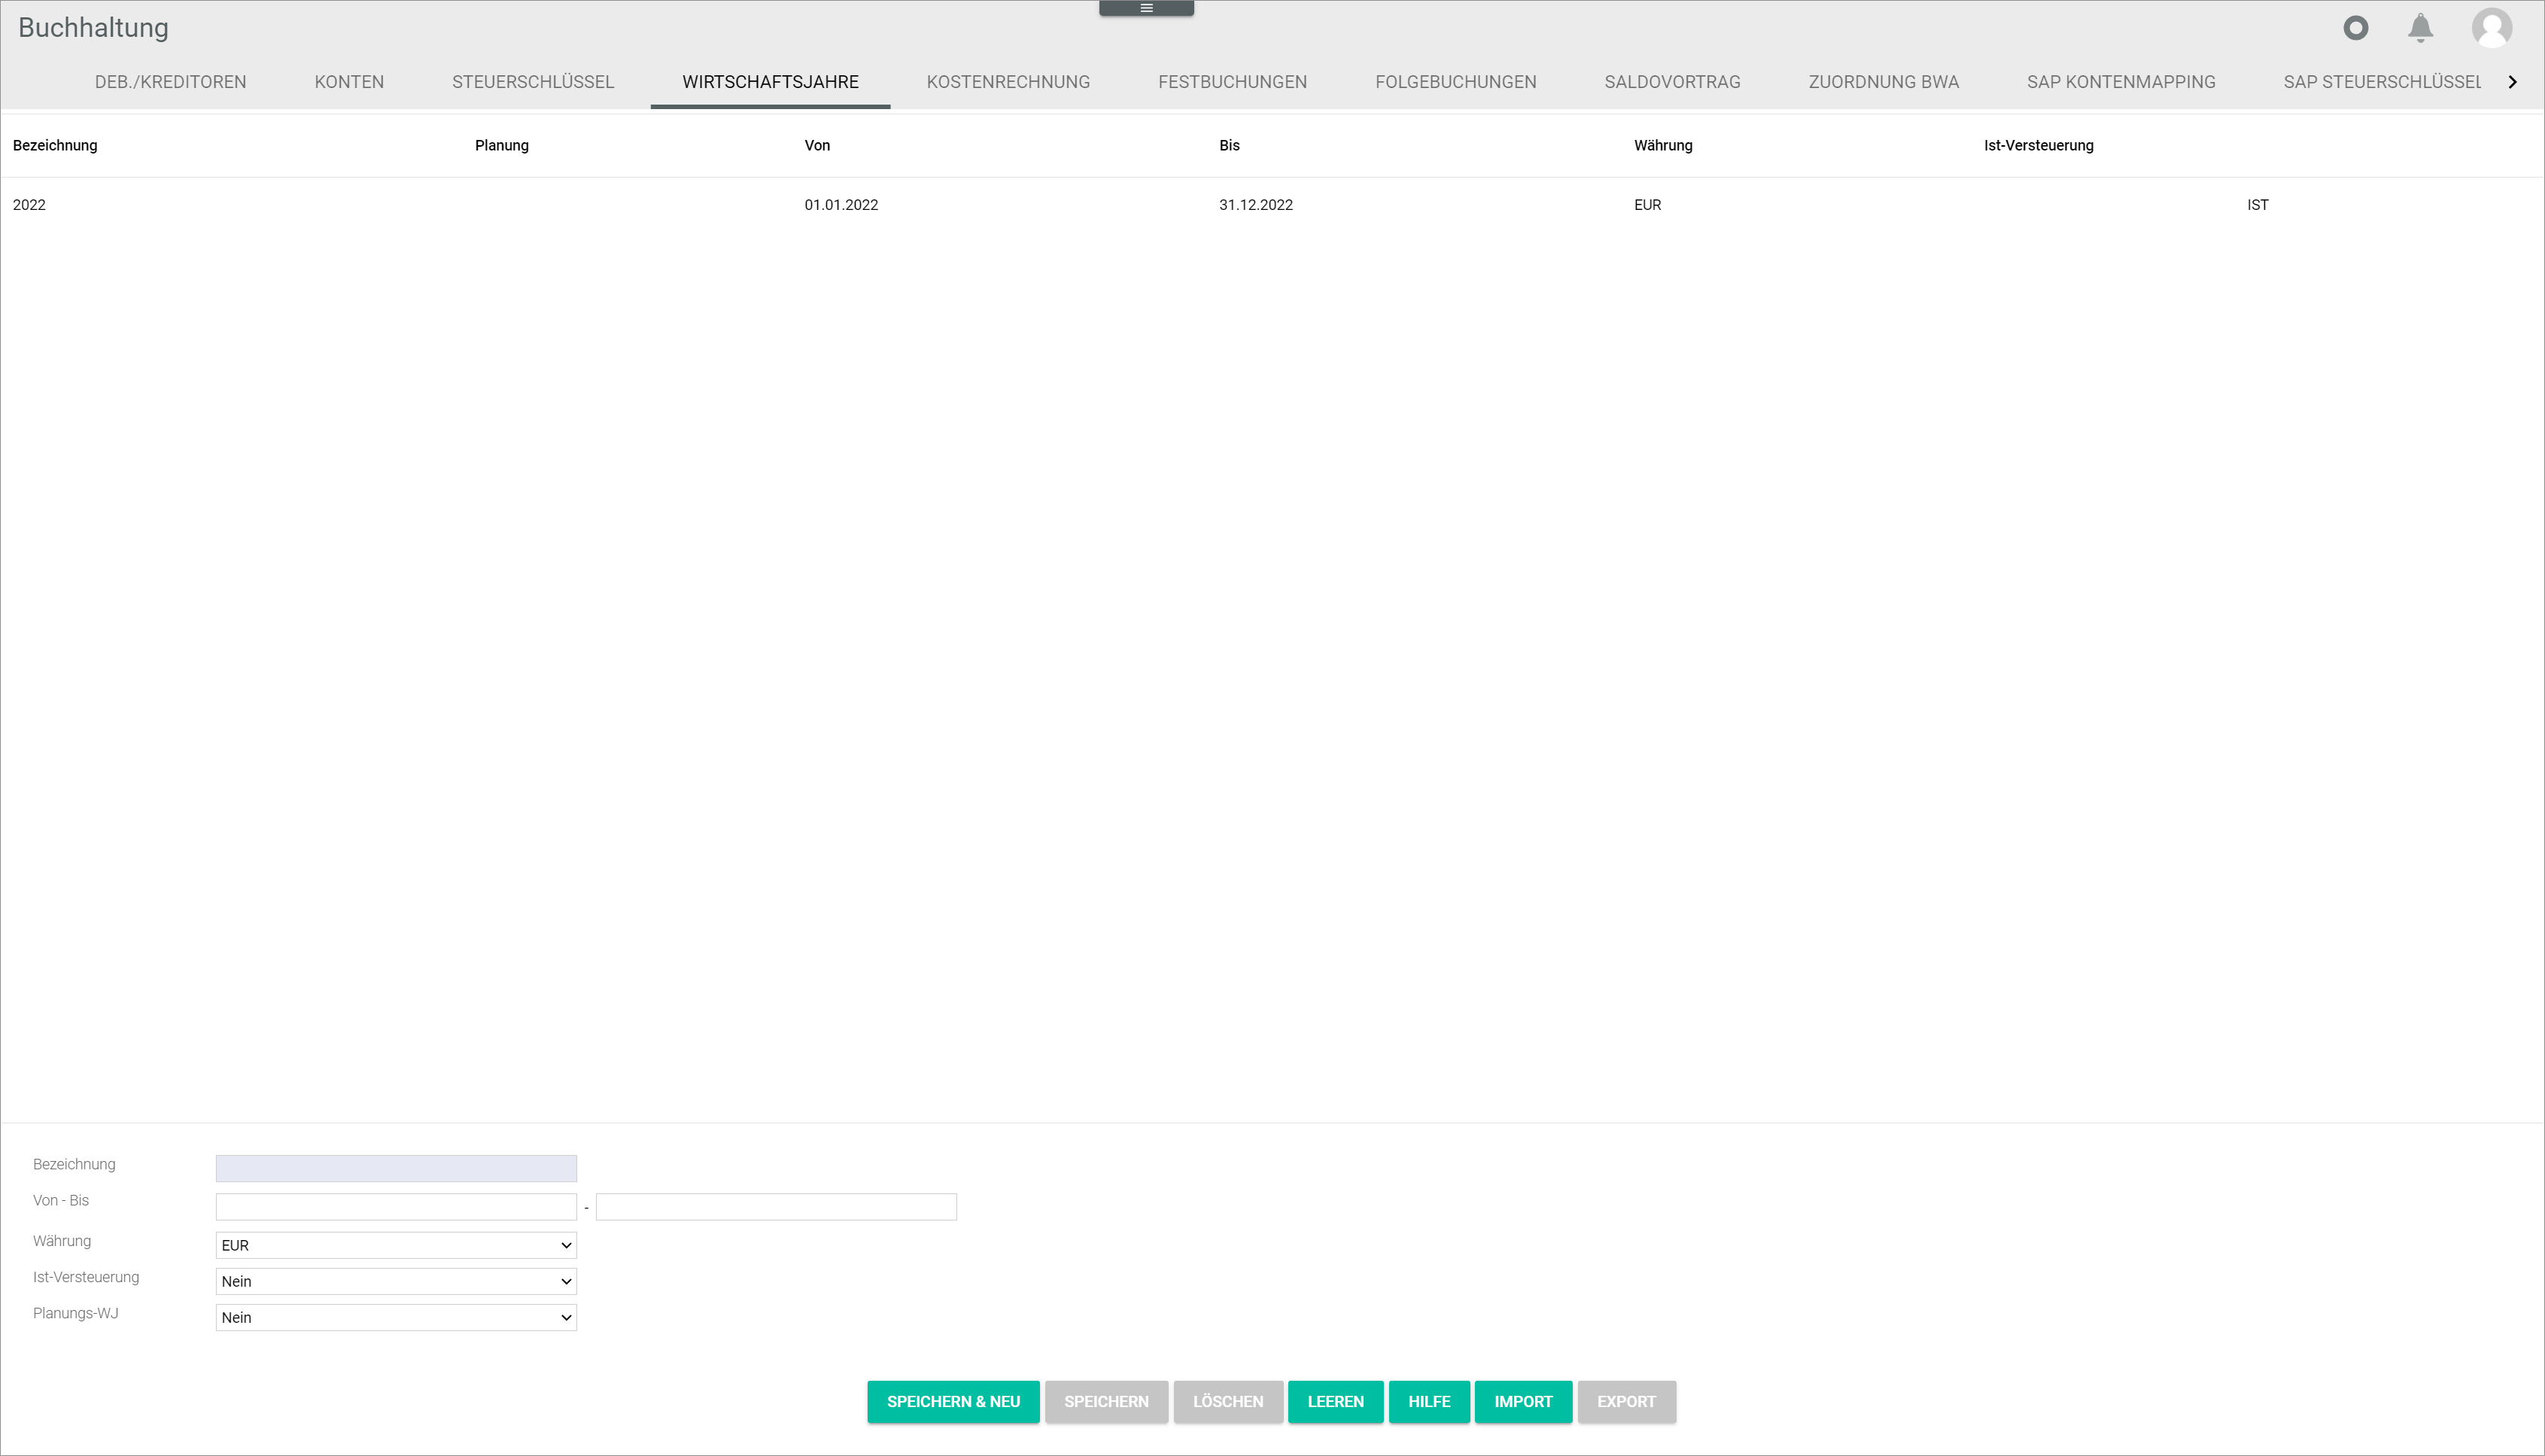 Buchhaltung
DEB./KREDITOREN KONTEN STEUERSCHLÜSSEL WIRTSCHAFTSJAHRE KOSTENRECHNUNG FESTBUCHUNGEN FOLGEBUCHUNGEN SALDOVORTRAG ZUORDNUNG BWA SAP KONTENMAPPING SAP STEUERSCHLÜSSEL
Bezeichnung Planung Von Bis Währung Ist-Versteuerung
2022 01.01.2022 31.12.2022 EUR IST
Bezeichnung
Von - Bis -
Währung EUR
Ist-Versteuerung Nein
Planungs-WJ Nein
SPEICHERN & NEU SPEICHERN LÖSCHEN LEEREN HILFE IMPORT EXPORT